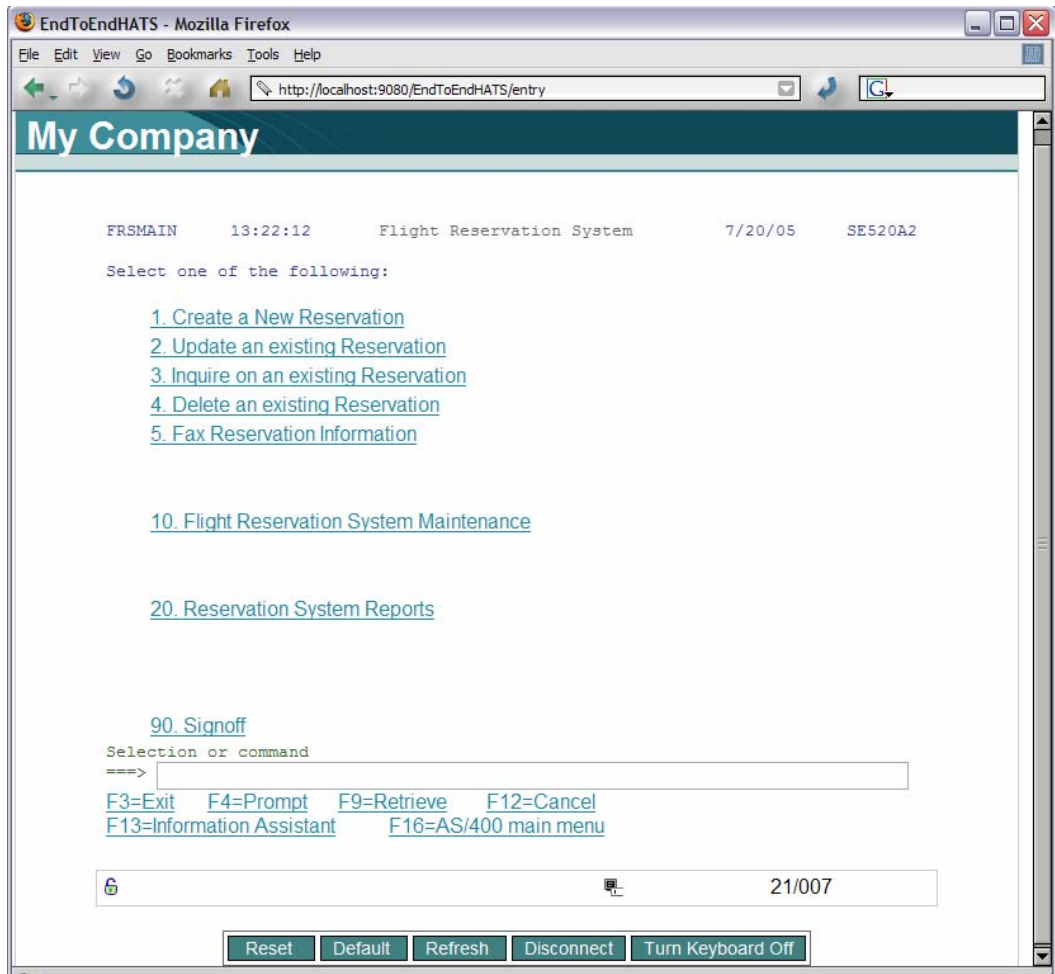 EndToEndHATS - Mozilla Firefox
File Edit View Go Bookmarks Tools Help
http://localhost:9080/EndToEndHATS/entry
G
My Company
FRSMAIN 13:22:12 Flight Reservation System 7/20/05 SE520A2
Select one of the following:
1. Create a New Reservation
2. Update an existing Reservation
3. Inquire on an existing Reservation
4. Delete an existing Reservation
5. Fax Reservation Information
10. Flight Reservation System Maintenance
20. Reservation System Reports
90. Signoff
Selection or command
===>
F3=Exit F4=Prompt F9=Retrieve F12=Cancel
F13=Information Assistant F16=AS/400 main menu
21/007
Reset Default Refresh Disconnect Turn Keyboard Off